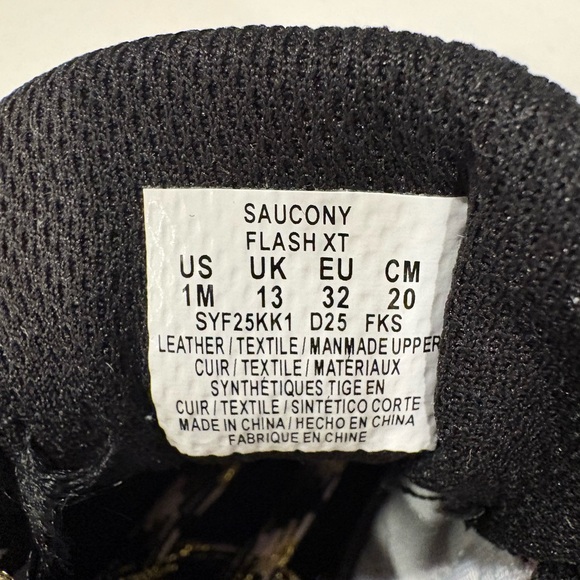 SAUCONY
FLASH XT
US UK EU CM
1M 13 32 20
SYF25KK1 D25 FKS
LEATHER/TEXTILE/MANMADE UPPER
CUIR/TEXTILE/MATÉRIAUX
SYNTHÉTIQUES TIGE EN
CUIR/TEXTILE/SINTÉTICO CORTE
MADE IN CHINA/HECHO EN CHINA
FABRIQUE EN CHINE